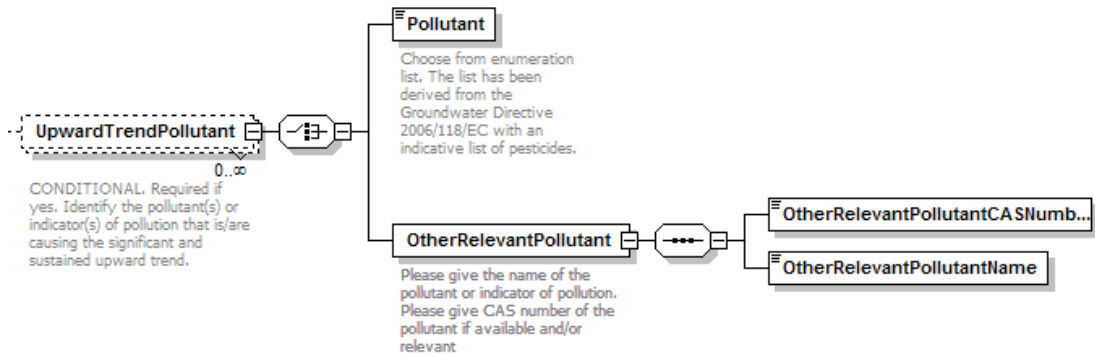 Pollutant
Choose from enumeration
list. The list has been
derived from the
Groundwater Directive
2006/118/EC with an
indicative list of pesticides.
UpwardTrendPollutant
0..∞
CONDITIONAL. Required if
yes. Identify the pollutant(s) or
indicator(s) of pollution that is/are
causing the significant and
sustained upward trend.
OtherRelevantPollutant
Please give the name of the
pollutant or indicator of pollution.
Please give CAS number of the
pollutant if available and/or
relevant
OtherRelevantPollutantCASNumb...
OtherRelevantPollutantName